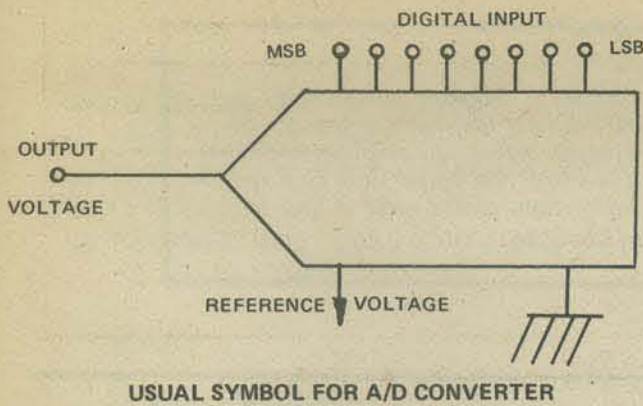 DIGITAL INPUT
MSB
LSB
OUTPUT
VOLTAGE
REFERENCE VOLTAGE
USUAL SYMBOL FOR A/D CONVERTER